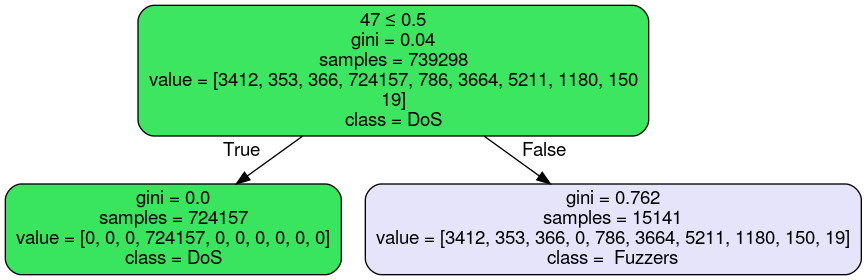 47 ≤ 0.5
gini = 0.04
samples = 739298
value = [3412, 353, 366, 724157, 786, 3664, 5211, 1180, 150
19]
class = DoS
True
False
gini = 0.0
samples = 724157
value = [0, 0, 0, 724157, 0, 0, 0, 0, 0, 0]
class = DoS
gini = 0.762
samples = 15141
value = [3412, 353, 366, 0, 786, 3664, 5211, 1180, 150, 19]
class =  Fuzzers